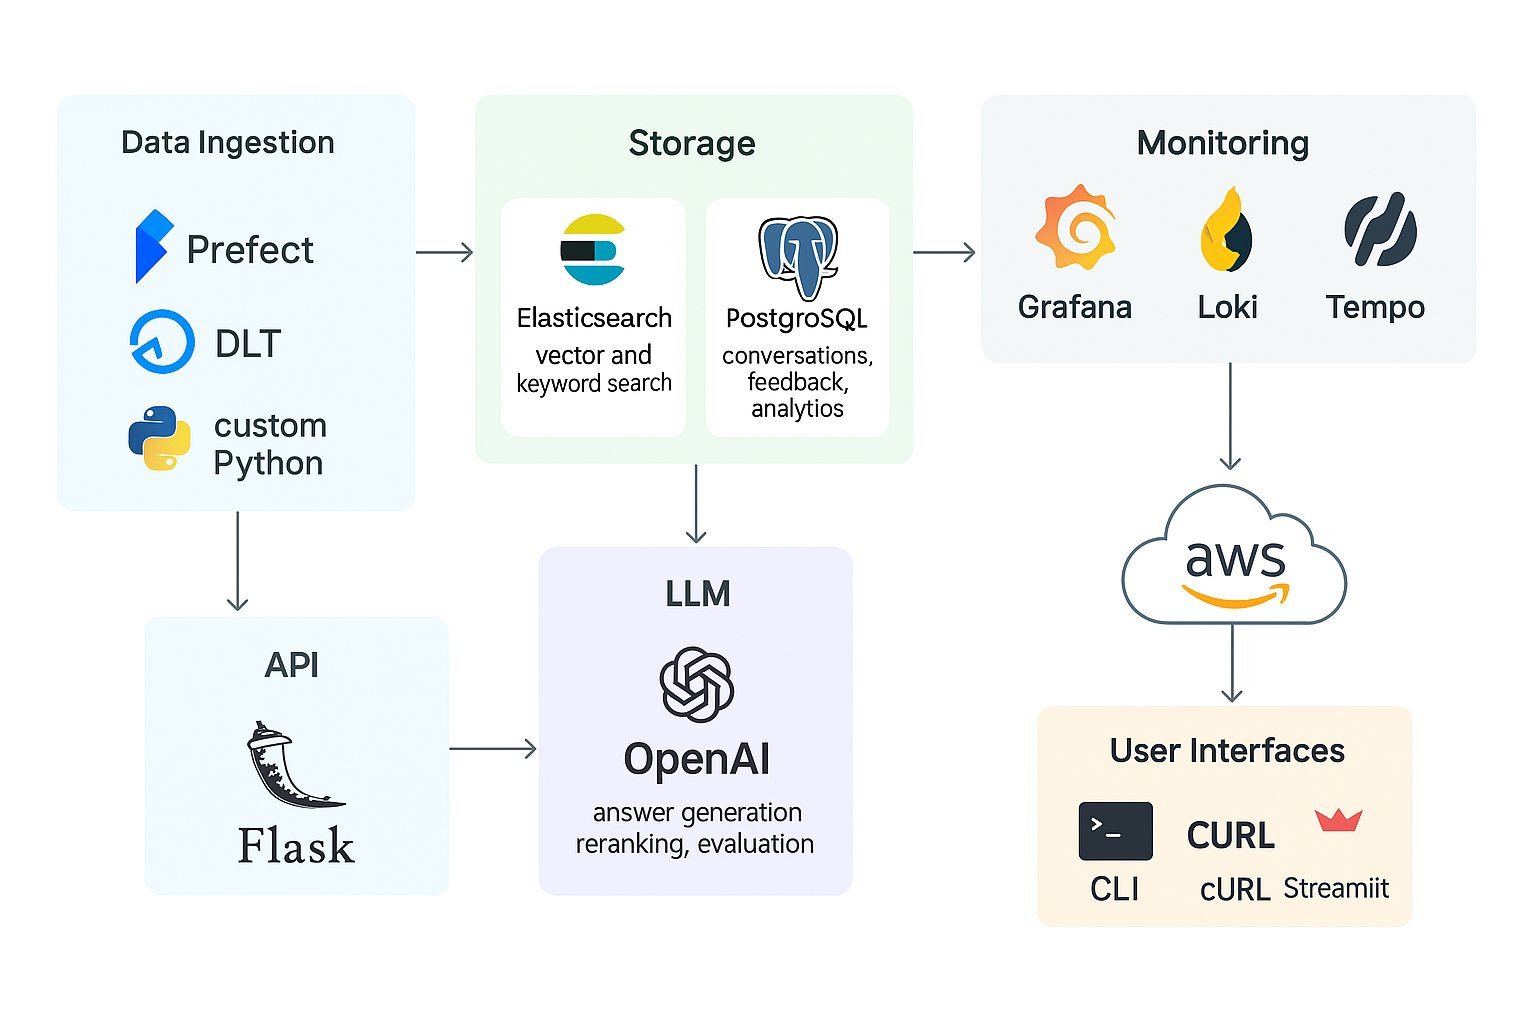 Data Ingestion
Prefect
DLT
custom
Python
Storage
Elasticsearch
vector and
keyword search
PostgroSQL
conversations,
feedback,
analytios
Monitoring
Grafana
Loki
Tempo
aws
API
Flask
LLM
OpenAI
answer generation
reranking, evaluation
User Interfaces
>_
CLI
CURL
cURL
Streamiit